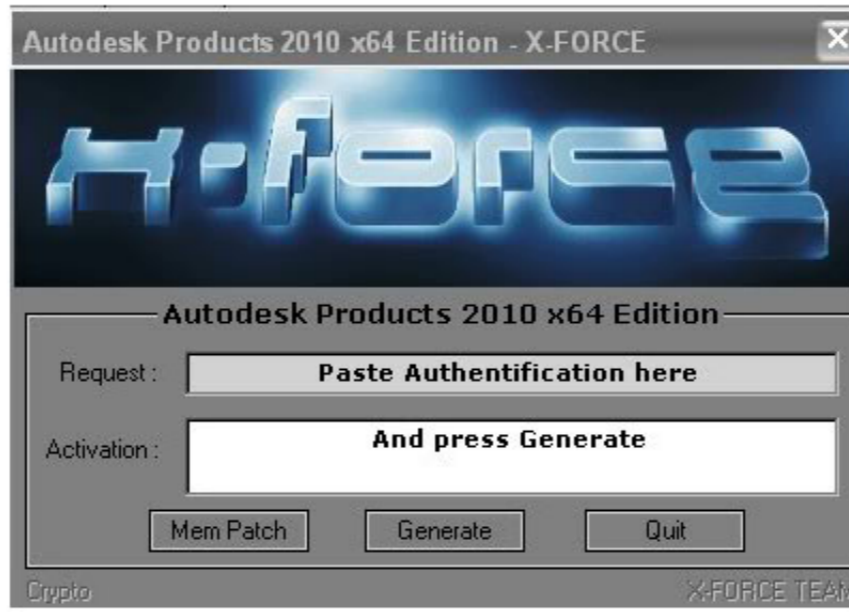 Autodesk Products 2010 x64 Edition - X-FORCE
x-force
Autodesk Products 2010 x64 Edition
Request : Paste Authentification here
Activation : And press Generate
Mem Patch Generate Quit
Crypto X-FORCE TEAM